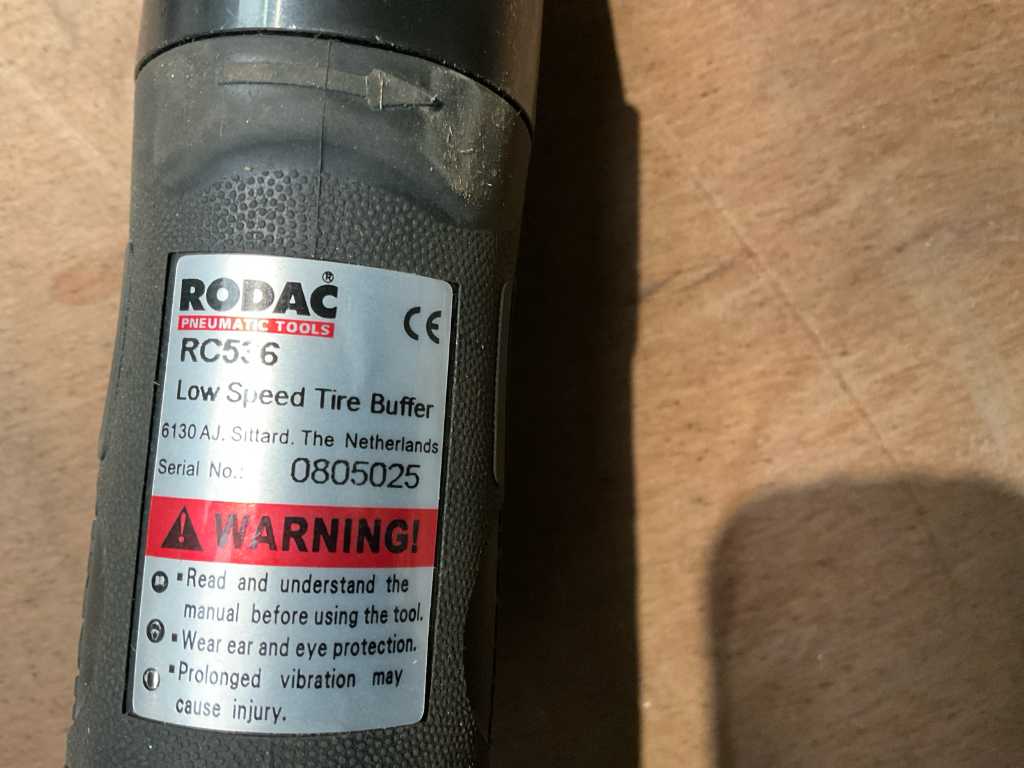 RODAC®
PNEUMATIC TOOLS
CE
RC536
Low Speed Tire Buffer
6130 AJ. Sittard. The Netherlands
Serial No.: 0805025
WARNING!
▪Read and understand the
manual before using the tool.
▪Wear ear and eye protection.
▪Prolonged vibration may
cause injury.